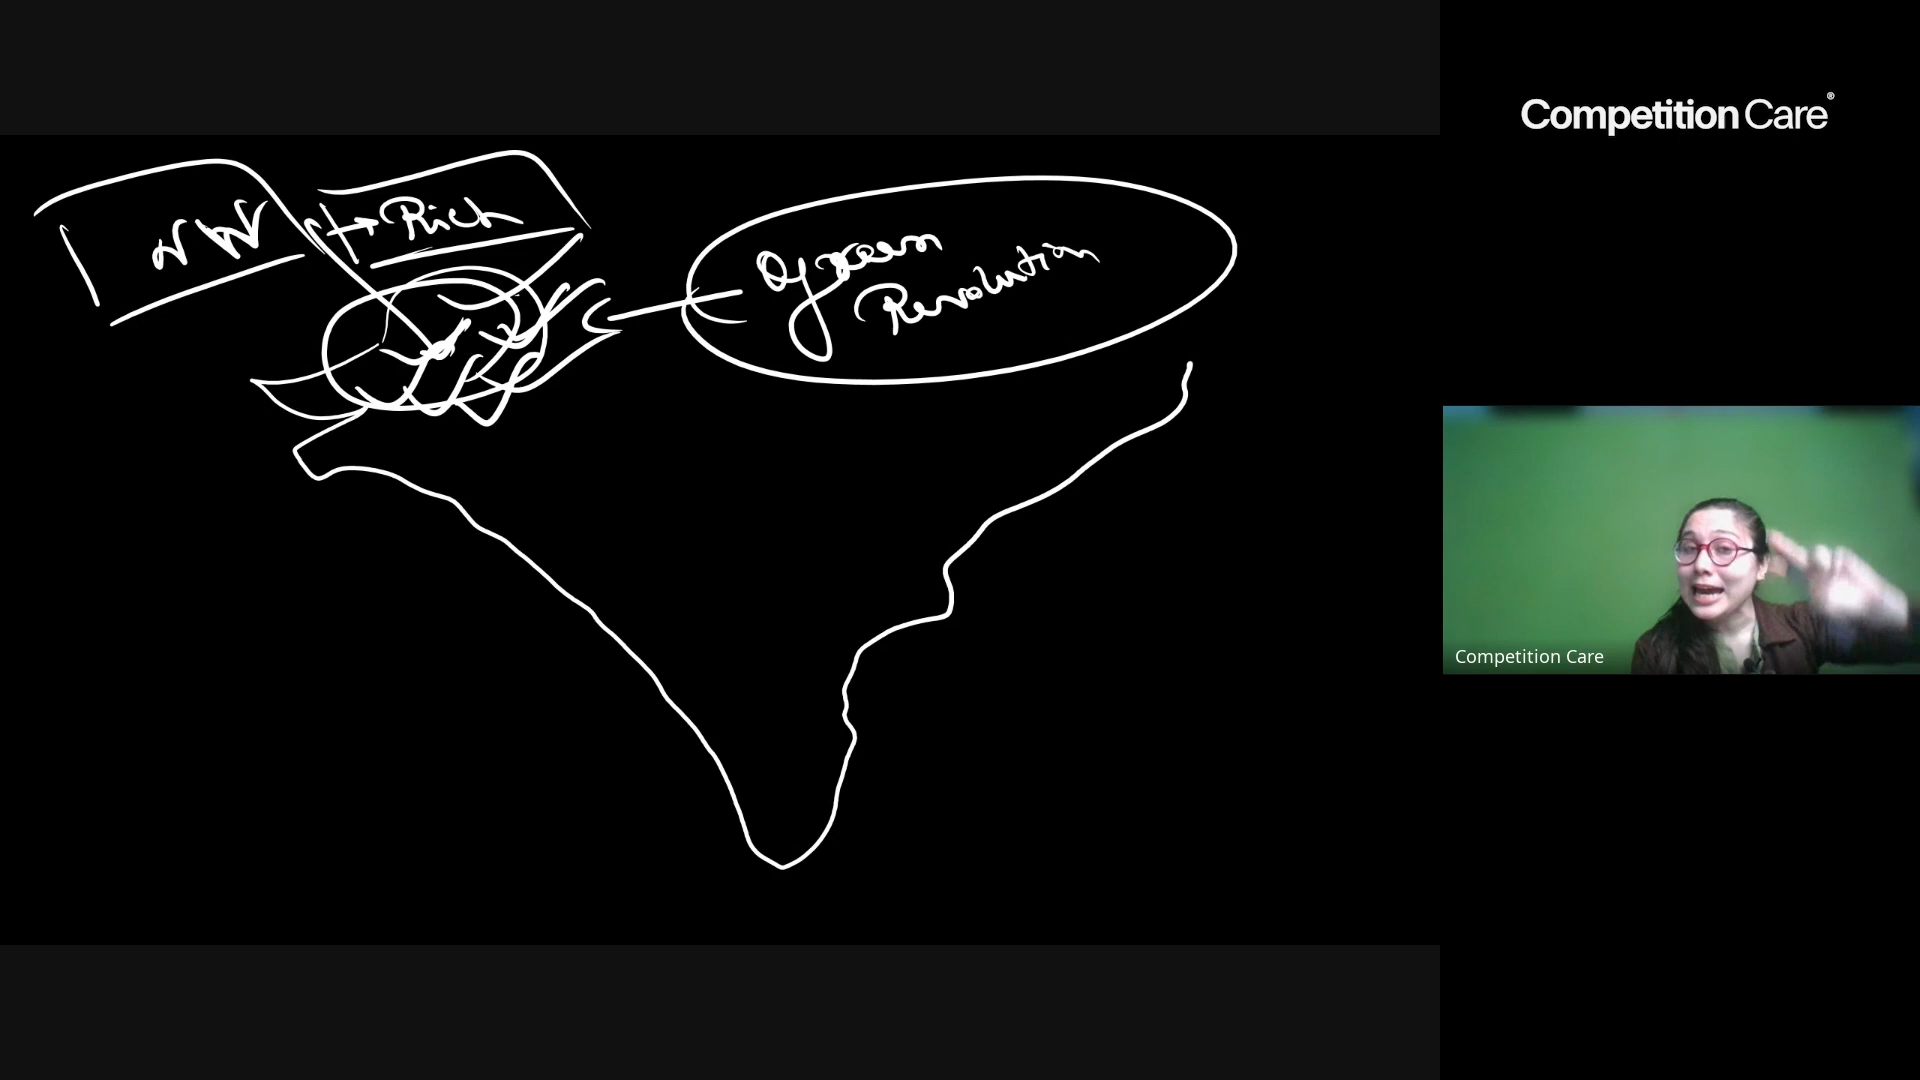 Competition Care®
NW → Rich
Green
Revolution
Competition Care